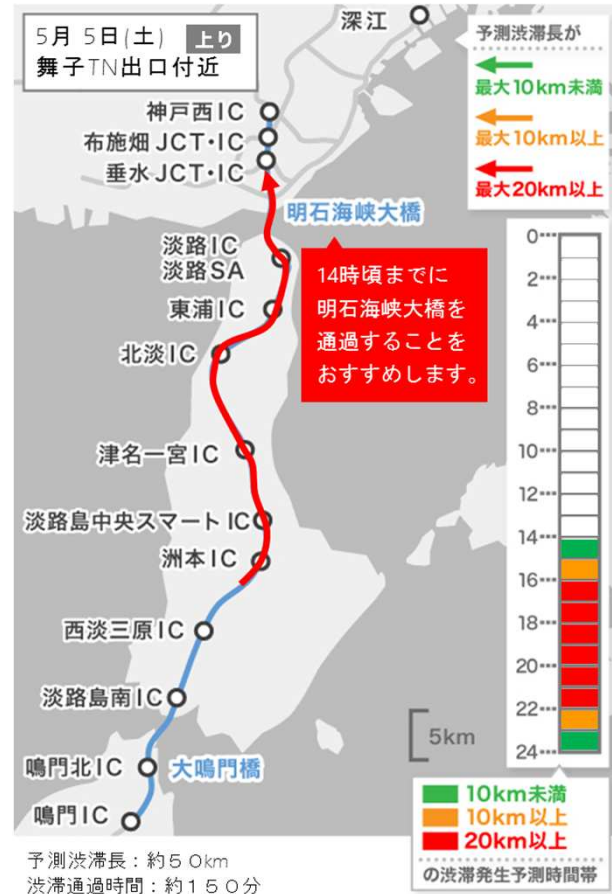 5月 5日(土) 上り
舞子TN出口付近
深江
予測渋滞長が
最大10km未満
最大10km以上
最大20km以上
神戸西IC
布施畑JCT・IC
垂水JCT・IC
明石海峡大橋
淡路IC
淡路SA
東浦IC
北淡IC
14時頃までに
明石海峡大橋を
通過することを
おすすめします。
津名一宮IC
淡路島中央スマートIC
洲本IC
西淡三原IC
淡路島南IC
鳴門北IC
大鳴門橋
鳴門IC
5km
0
2
4
6
8
10
12
14
16
18
20
22
24
10km未満
10km以上
20km以上
の渋滞発生予測時間帯
予測渋滞長：約50km
渋滞通過時間：約150分